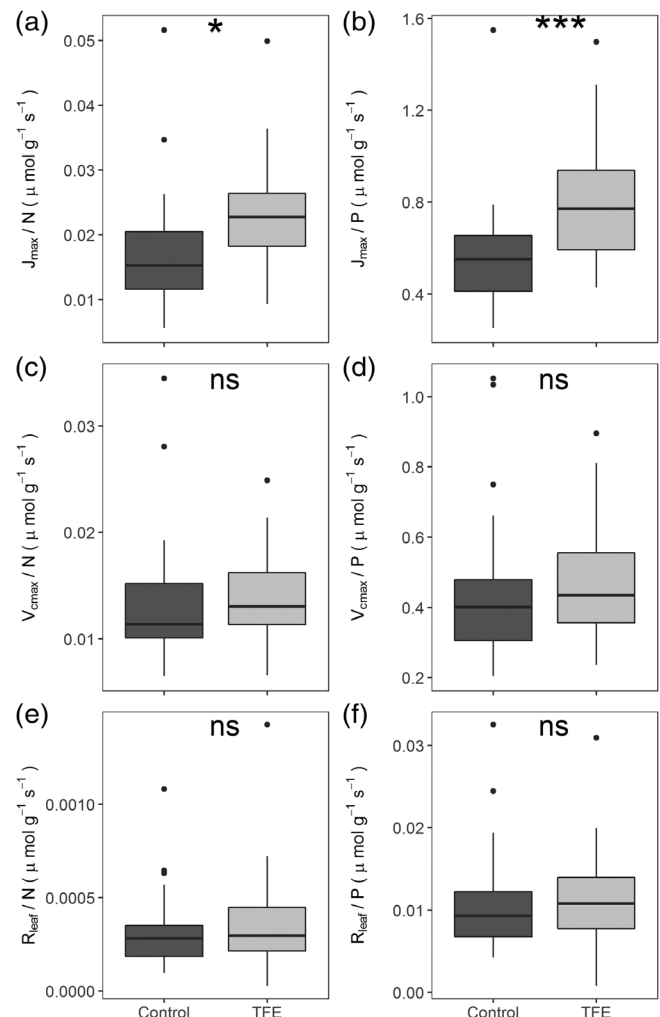 (a)
*
0.05
0.04
0.03
0.02
0.01
Jmax / N ( μ mol g−1 s−1 )
(b)
***
1.6
1.2
0.8
0.4
Jmax / P ( μ mol g−1 s−1 )
(c)
ns
0.03
0.02
0.01
Vcmax / N ( μ mol g−1 s−1 )
(d)
ns
1.0
0.8
0.6
0.4
0.2
Vcmax / P ( μ mol g−1 s−1 )
(e)
ns
0.0010
0.0005
0.0000
Rleaf / N ( μ mol g−1 s−1 )
Control TFE
(f)
ns
0.03
0.02
0.01
0.00
Rleaf / P ( μ mol g−1 s−1 )
Control TFE